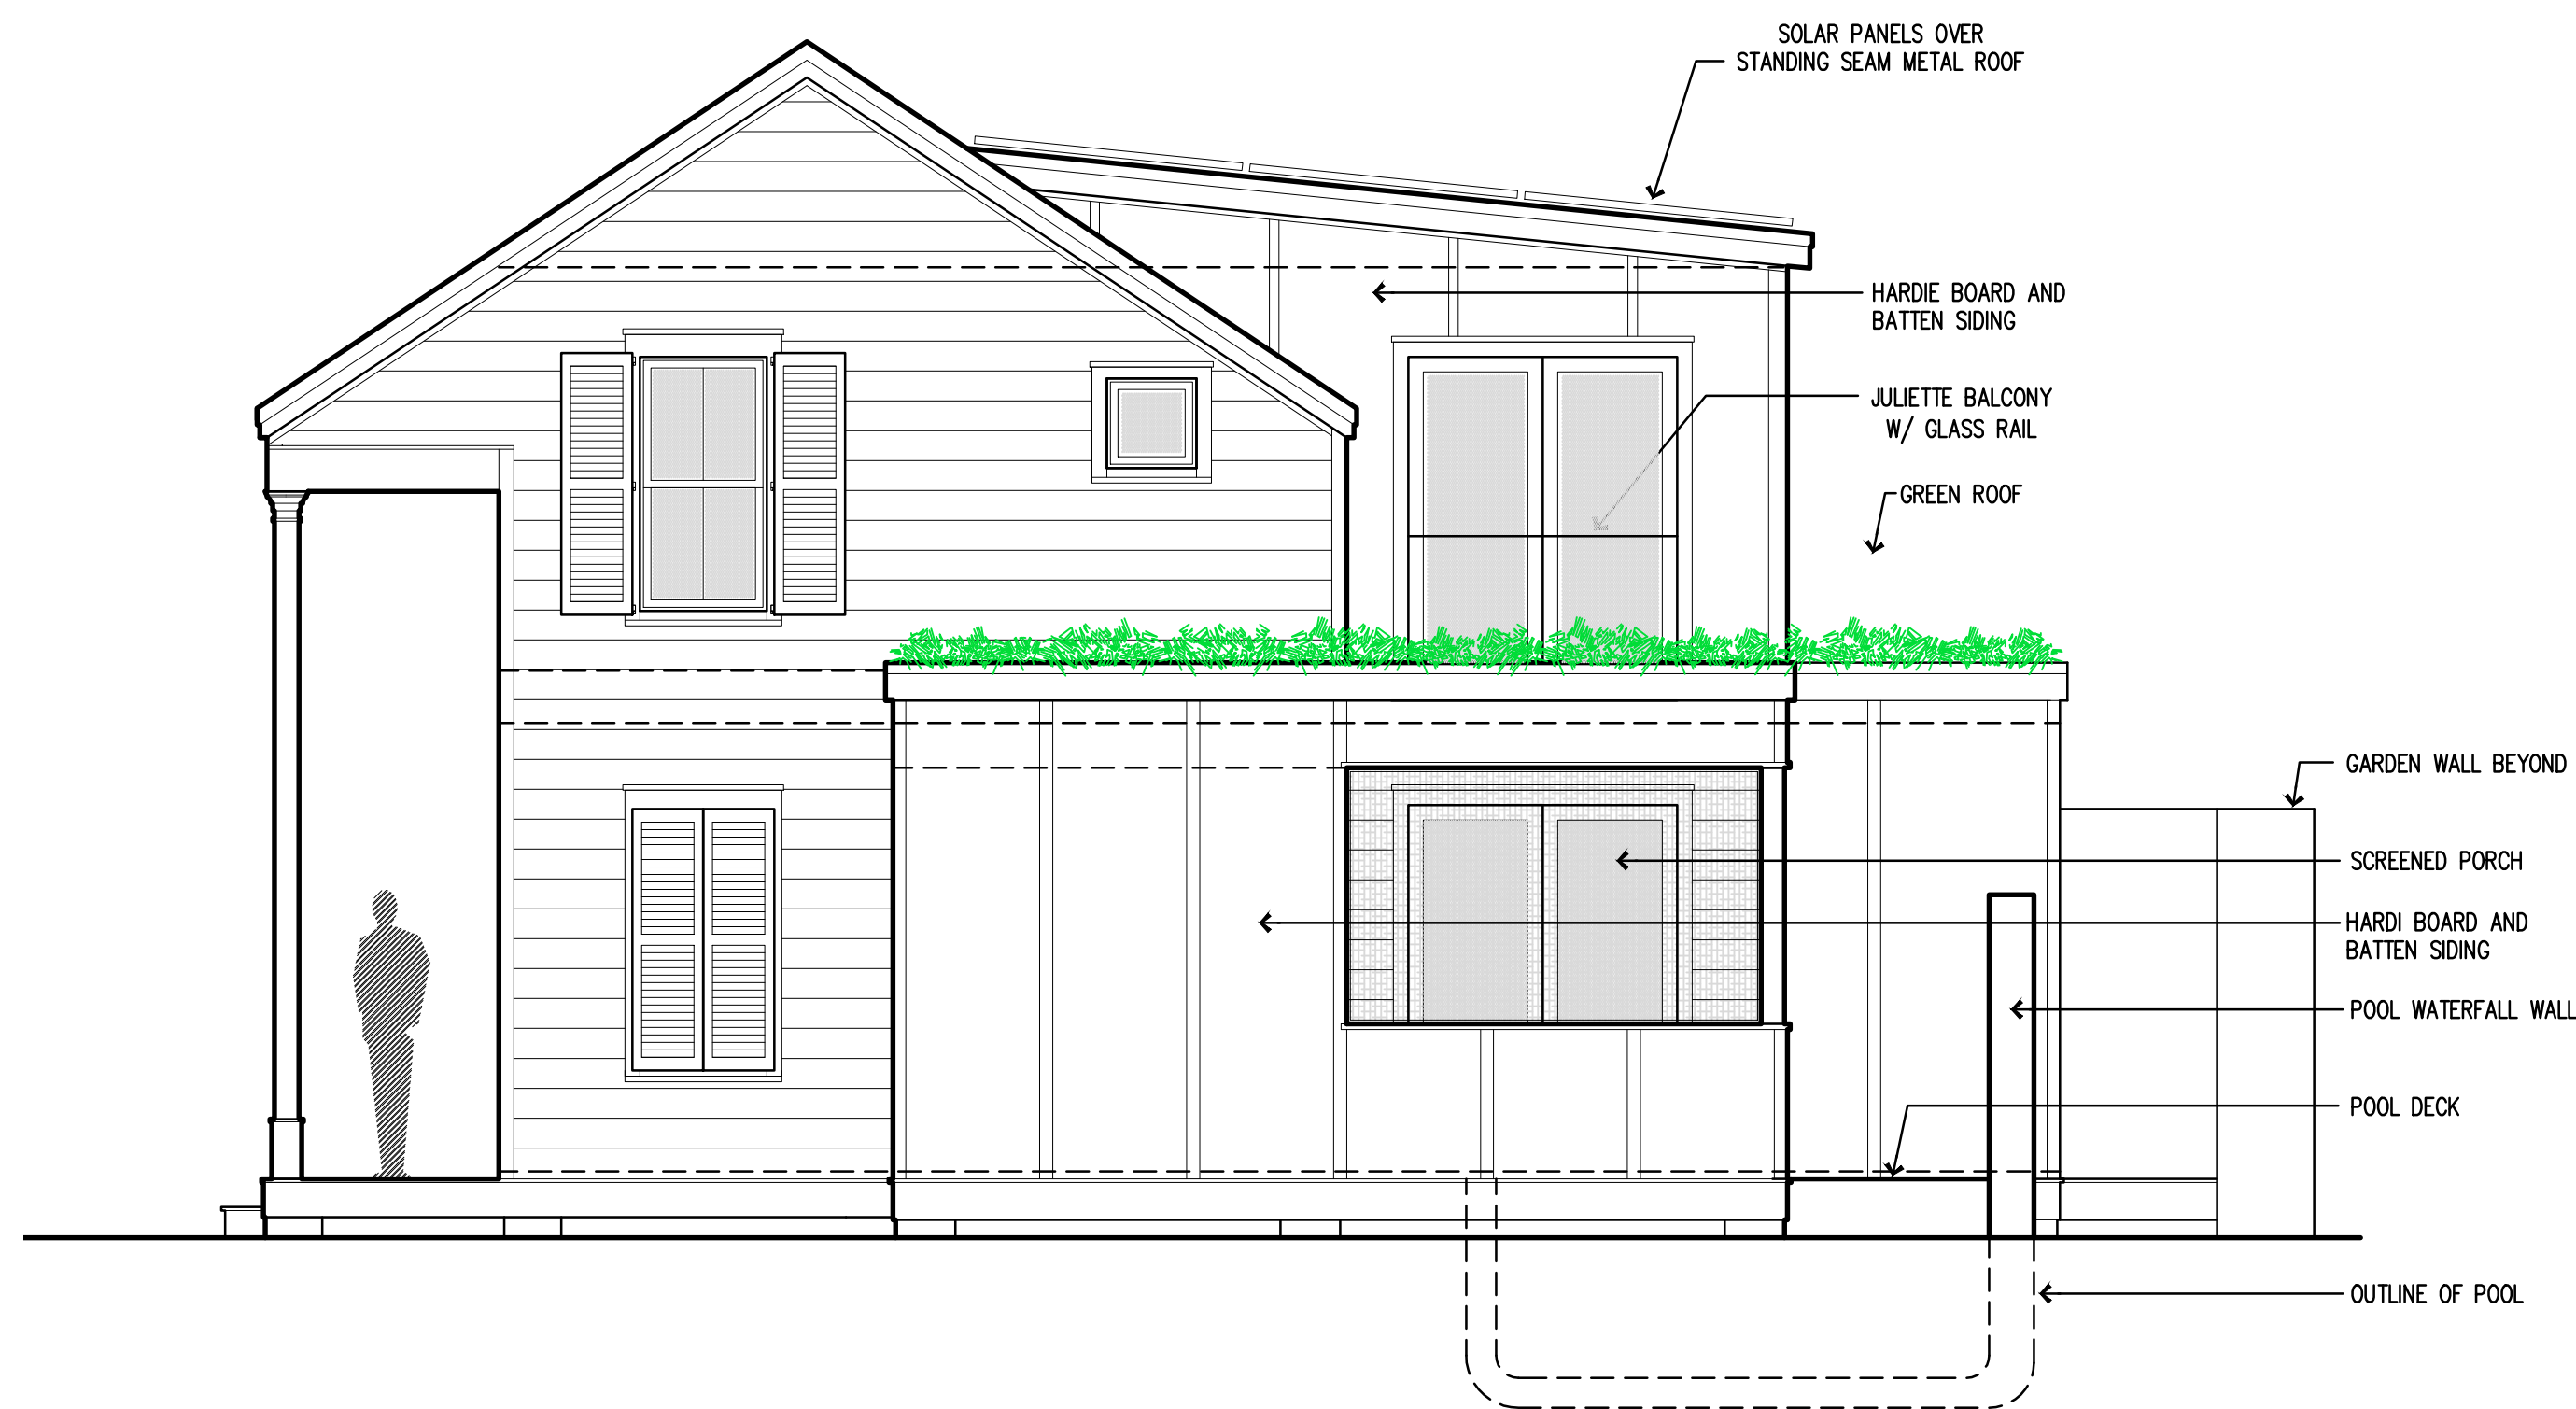 SOLAR PANELS OVER
STANDING SEAM METAL ROOF
HARDIE BOARD AND
BATTEN SIDING
JULIETTE BALCONY
W/ GLASS RAIL
GREEN ROOF
GARDEN WALL BEYOND
SCREENED PORCH
HARDI BOARD AND
BATTEN SIDING
POOL WATERFALL WALL
POOL DECK
OUTLINE OF POOL